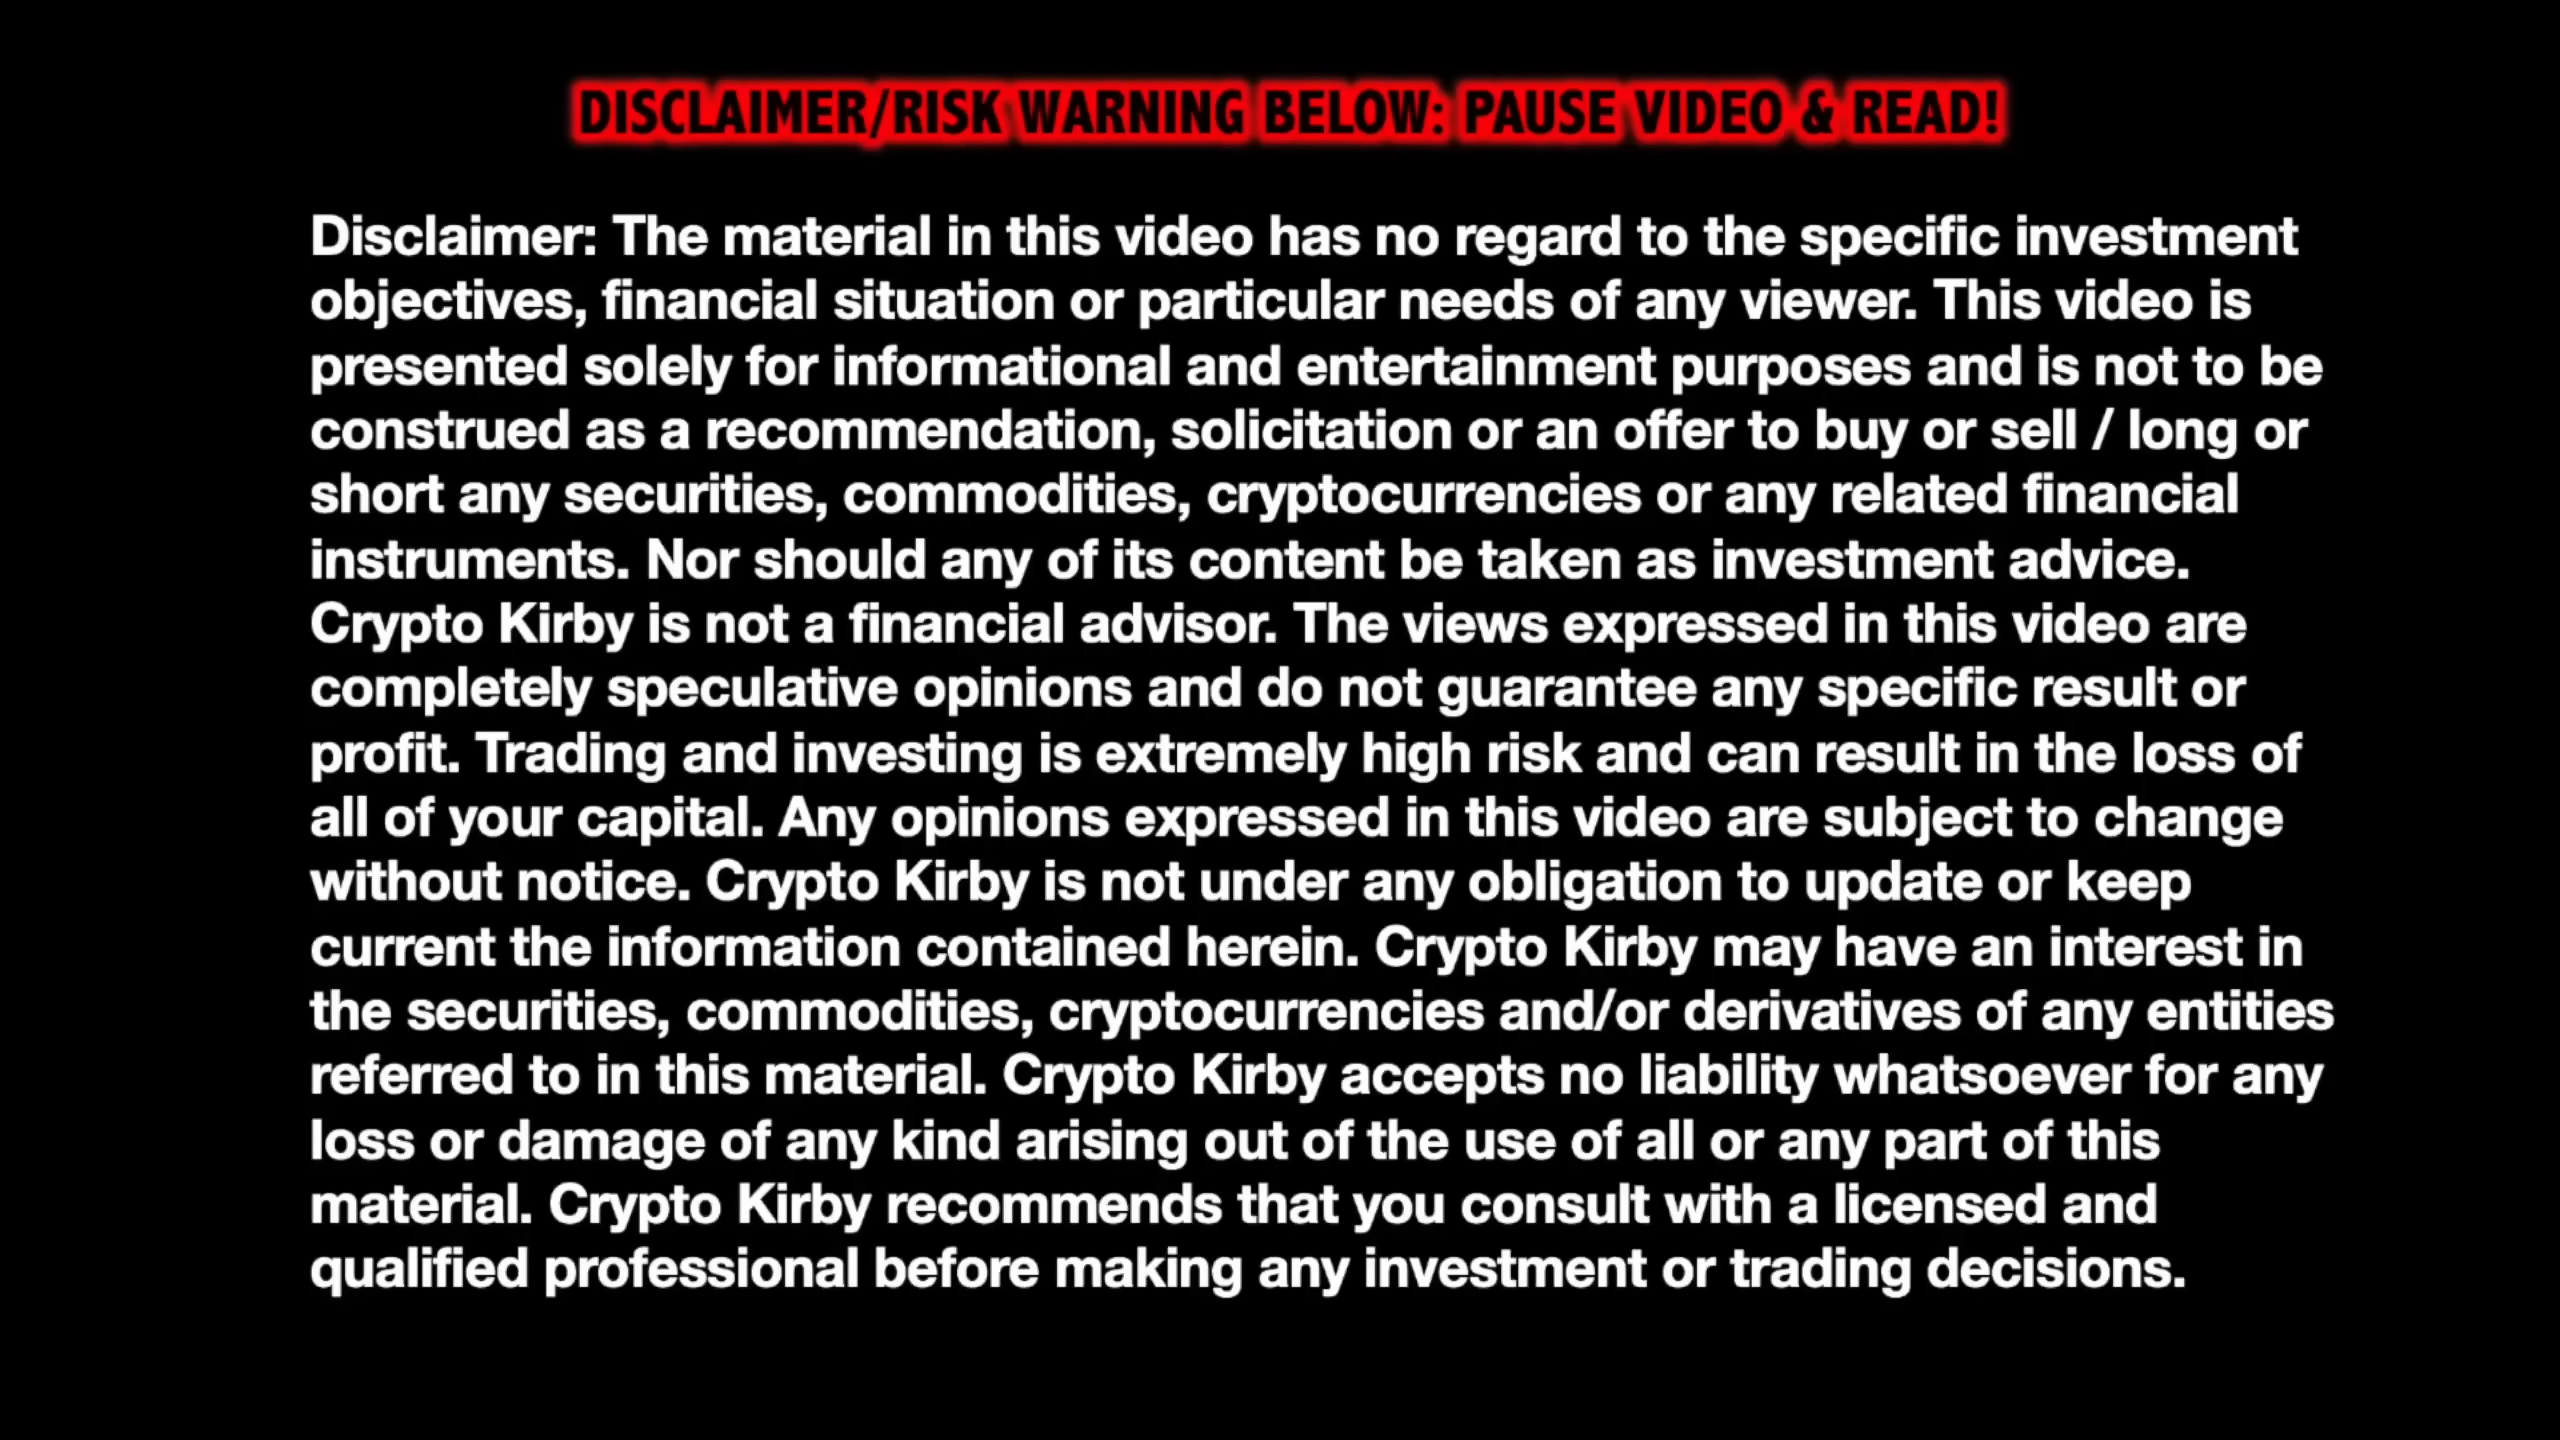 DISCLAIMER/RISK WARNING BELOW: PAUSE VIDEO & READ!
Disclaimer: The material in this video has no regard to the specific investment
objectives, financial situation or particular needs of any viewer. This video is
presented solely for informational and entertainment purposes and is not to be
construed as a recommendation, solicitation or an offer to buy or sell / long or
short any securities, commodities, cryptocurrencies or any related financial
instruments. Nor should any of its content be taken as investment advice.
Crypto Kirby is not a financial advisor. The views expressed in this video are
completely speculative opinions and do not guarantee any specific result or
profit. Trading and investing is extremely high risk and can result in the loss of
all of your capital. Any opinions expressed in this video are subject to change
without notice. Crypto Kirby is not under any obligation to update or keep
current the information contained herein. Crypto Kirby may have an interest in
the securities, commodities, cryptocurrencies and/or derivatives of any entities
referred to in this material. Crypto Kirby accepts no liability whatsoever for any
loss or damage of any kind arising out of the use of all or any part of this
material. Crypto Kirby recommends that you consult with a licensed and
qualified professional before making any investment or trading decisions.